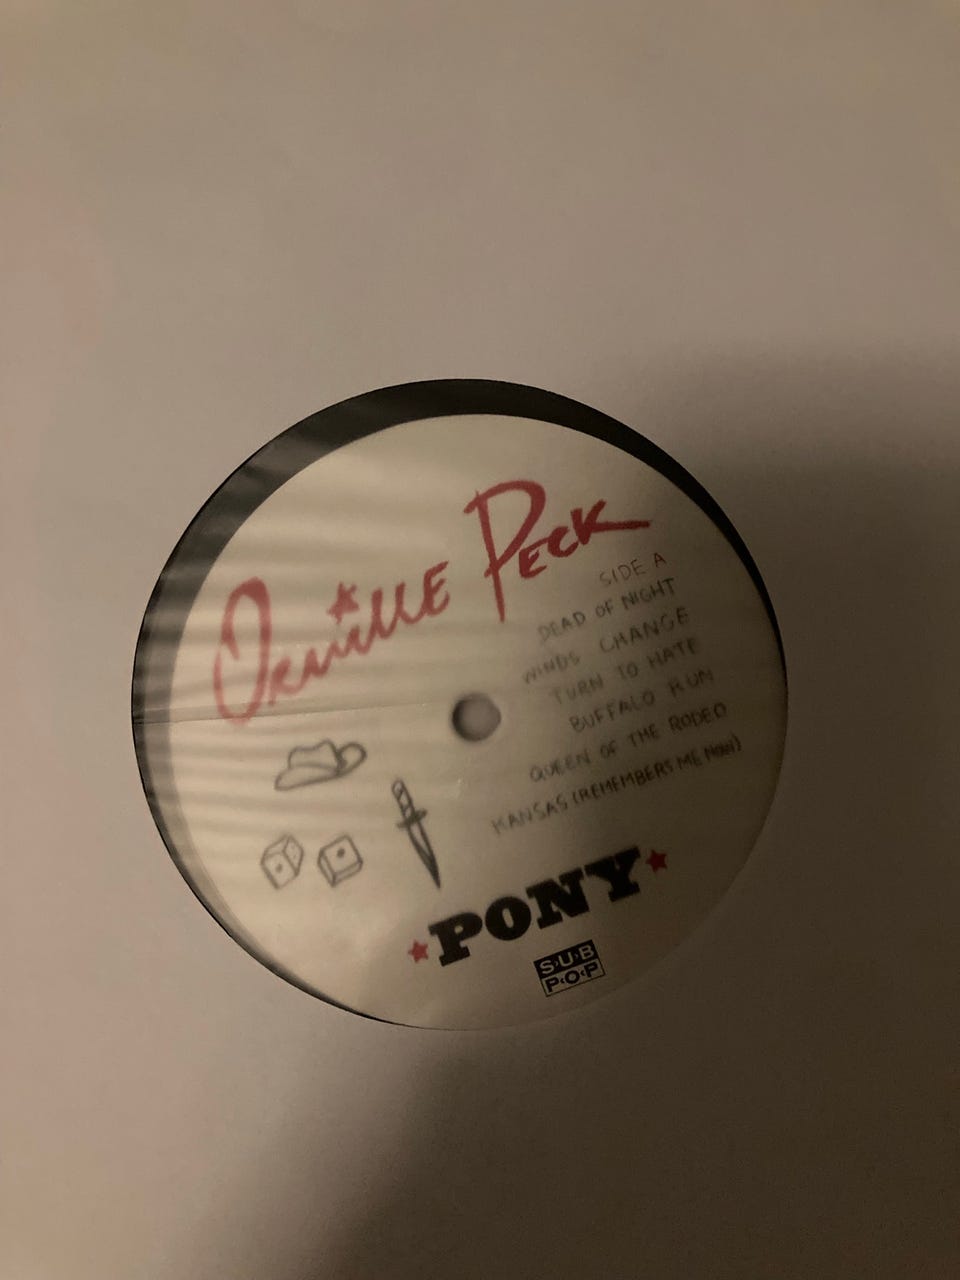 Orville Peck
SIDE A
DEAD OF NIGHT
WINDS CHANGE
TURN TO HATE
BUFFALO RUN
QUEEN OF THE RODEO
KANSAS (REMEMBERS ME NOW)
PONY
SUB
POP